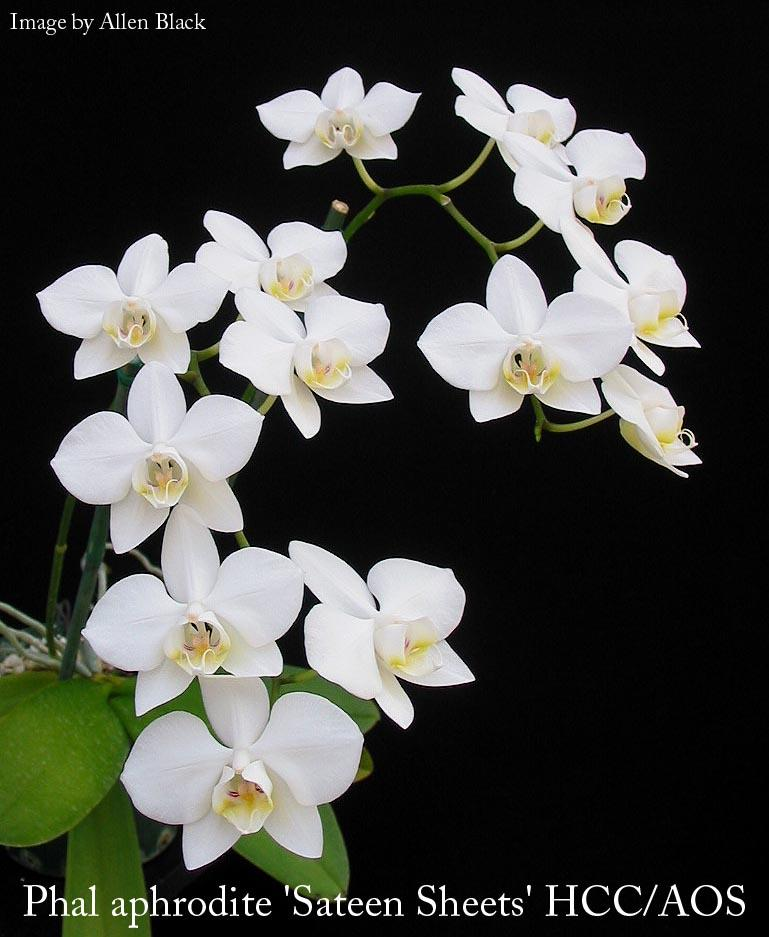 Image by Allen Black
Phal aphrodite 'Sateen Sheets' HCC/AOS